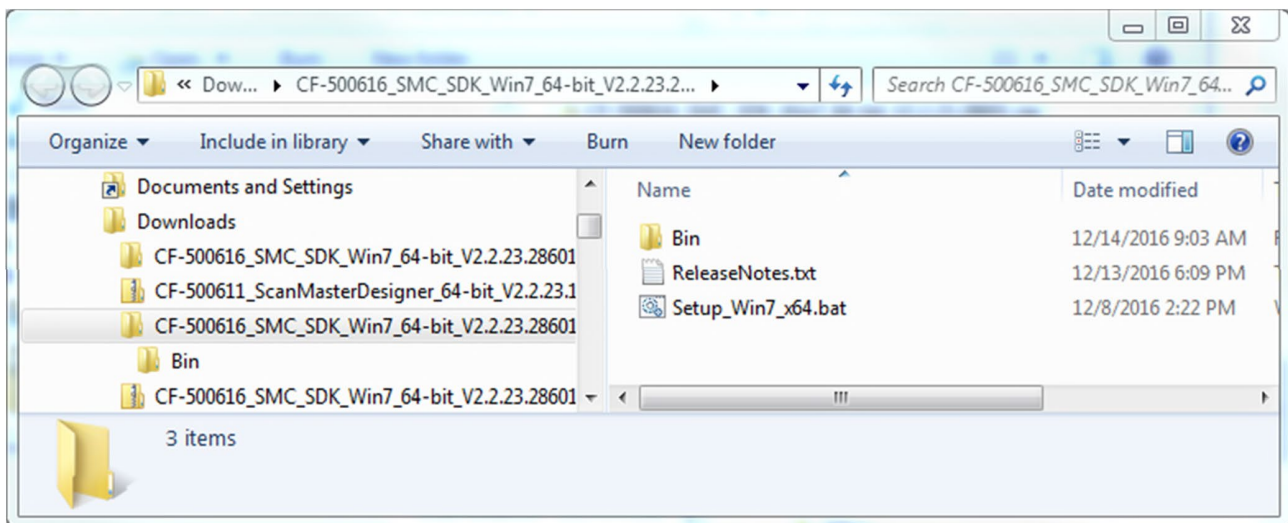 « Dow... ▸ CF-500616_SMC_SDK_Win7_64-bit_V2.2.23.2... ▸
Search CF-500616_SMC_SDK_Win7_64...
Organize ▼ Include in library ▼ Share with ▼ Burn New folder
Documents and Settings
Downloads
CF-500616_SMC_SDK_Win7_64-bit_V2.2.23.28601
CF-500611_ScanMasterDesigner_64-bit_V2.2.23.1
CF-500616_SMC_SDK_Win7_64-bit_V2.2.23.28601
Bin
CF-500616_SMC_SDK_Win7_64-bit_V2.2.23.28601
Name Date modified
Bin 12/14/2016 9:03 AM
ReleaseNotes.txt 12/13/2016 6:09 PM
Setup_Win7_x64.bat 12/8/2016 2:22 PM
3 items